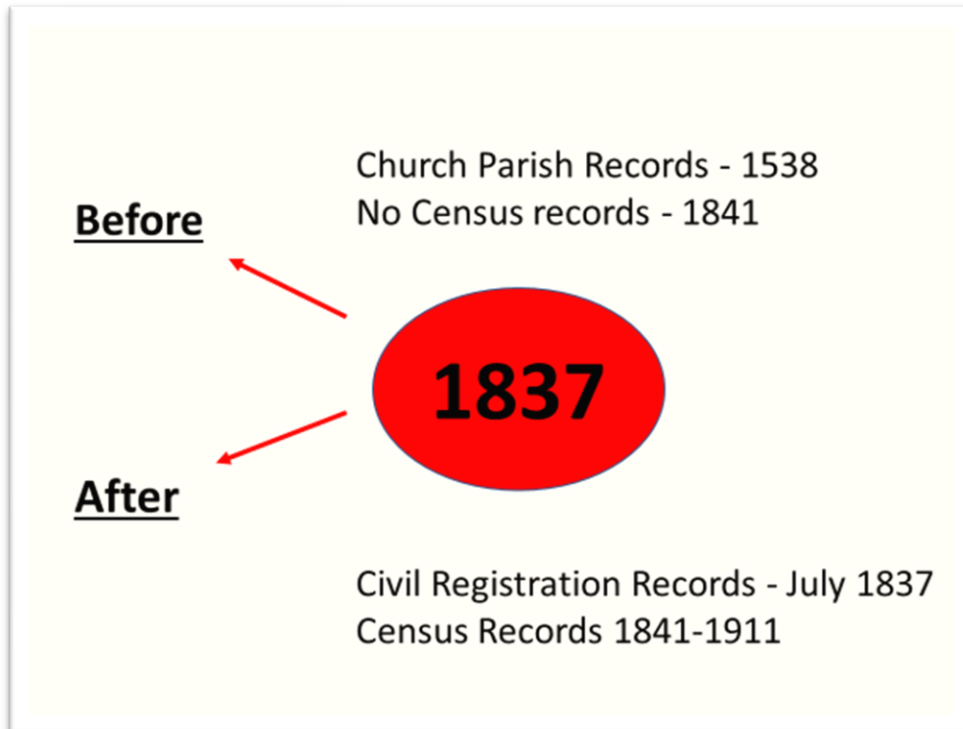 Church Parish Records - 1538
No Census records - 1841
Before
1837
After
Civil Registration Records - July 1837
Census Records 1841-1911